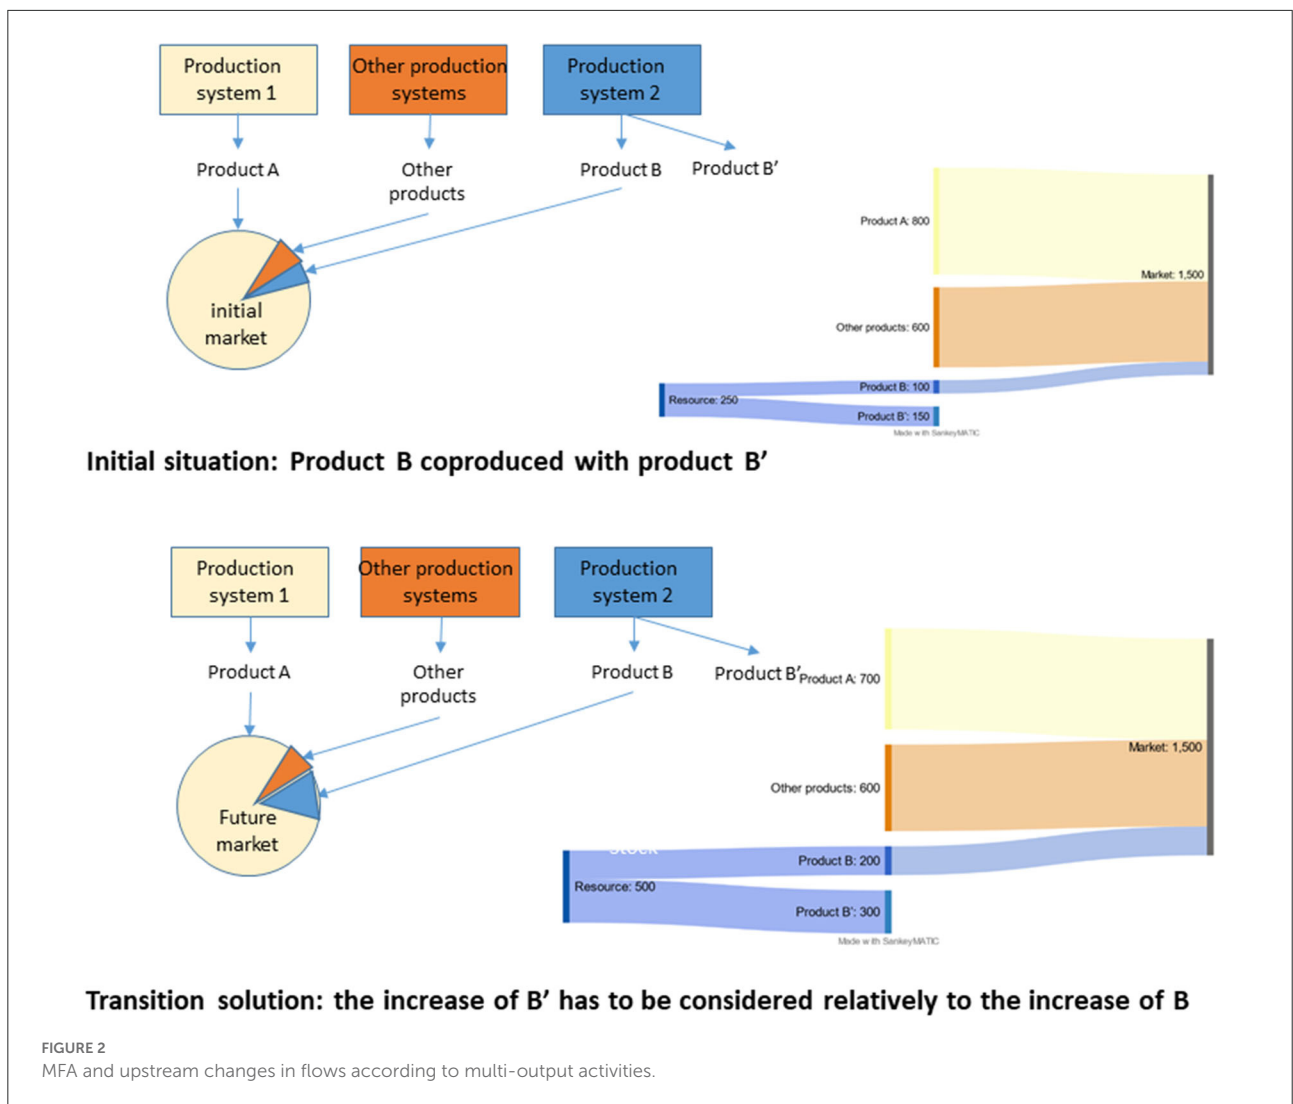 Production
system 1
Other production
systems
Production
system 2
Product A
Other
products
Product B
Product B′
initial
market
Product A: 800
Market: 1,500
Other products: 600
Product B: 100
Resource: 250
Product B': 150
Made with SankeyMATIC
Initial situation: Product B coproduced with product B′
Production
system 1
Other production
systems
Production
system 2
Product A
Other
products
Product B
Product B′
Future
market
Product A: 700
Market: 1,500
Other products: 600
Stock
Product B: 200
Resource: 500
Product B': 300
Made with SankeyMATIC
Transition solution: the increase of B′ has to be considered relatively to the increase of B
FIGURE 2
MFA and upstream changes in flows according to multi-output activities.